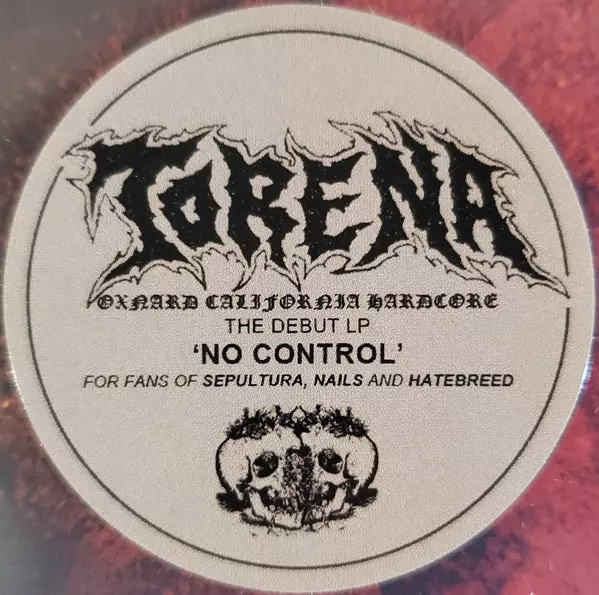 TORENA
OXNARD CALIFORNIA HARDCORE
THE DEBUT LP
‘NO CONTROL’
FOR FANS OF SEPULTURA, NAILS AND HATEBREED